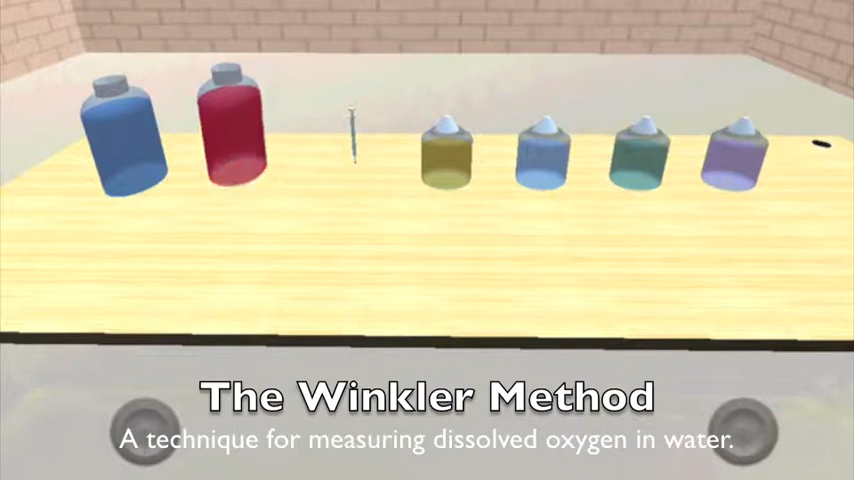 The Winkler Method
A technique for measuring dissolved oxygen in water.